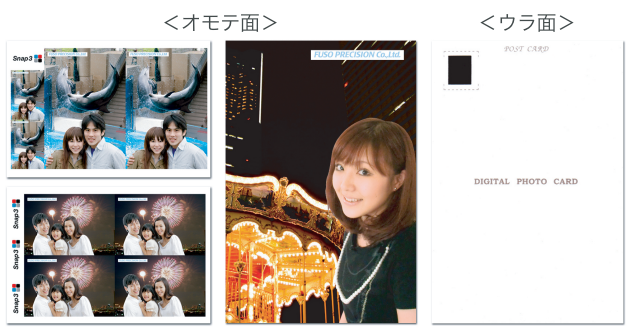 ＜オモテ面＞
＜ウラ面＞
Snap3
FUSO PRECISION Co.,Ltd.
POST CARD
DIGITAL PHOTO CARD
Snap3
Snap3
Snap3